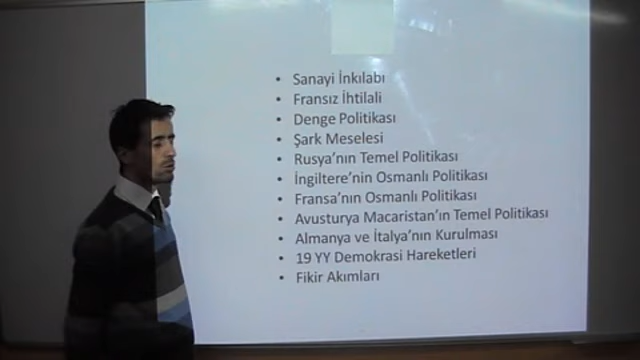 • Sanayi İnkılabı
• Fransız İhtilali
• Denge Politikası
• Şark Meselesi
• Rusya'nın Temel Politikası
• İngiltere'nin Osmanlı Politikası
• Fransa'nın Osmanlı Politikası
• Avusturya Macaristan'ın Temel Politikası
• Almanya ve İtalya'nın Kurulması
• 19 YY Demokrasi Hareketleri
• Fikir Akımları